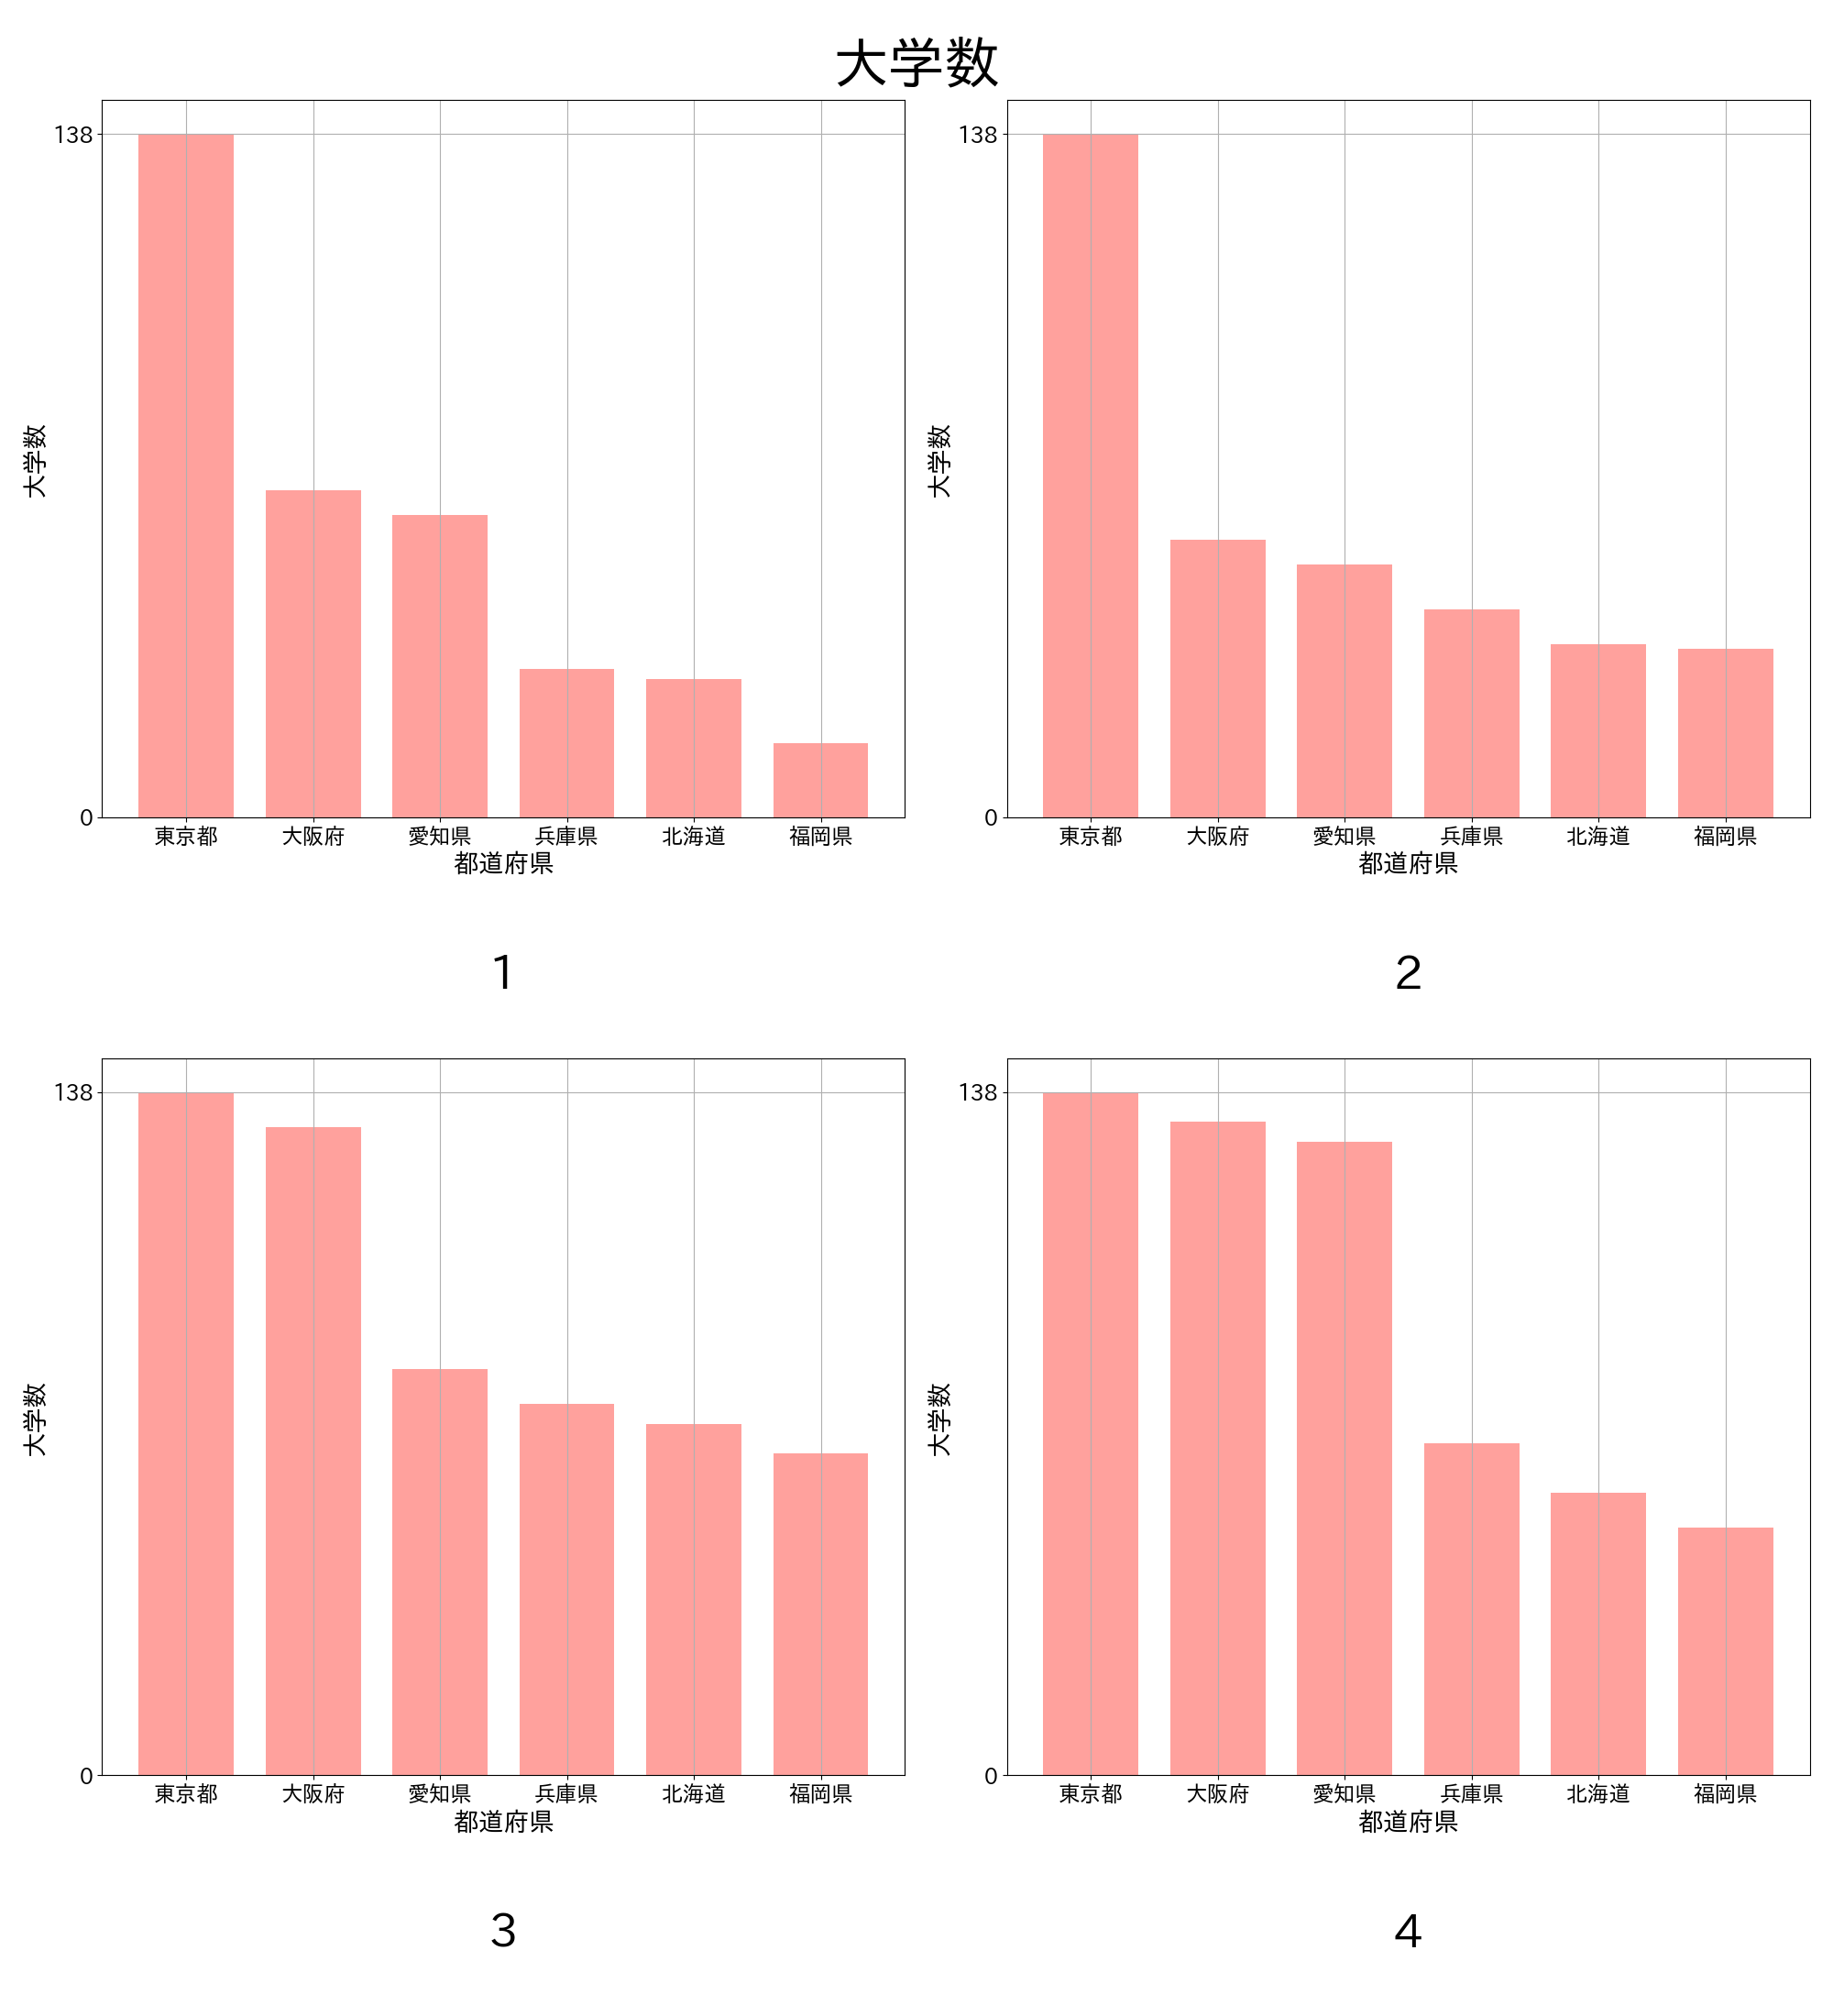 大学数
138
大学数
0
東京都 大阪府 愛知県 兵庫県 北海道 福岡県
都道府県
1
138
大学数
0
東京都 大阪府 愛知県 兵庫県 北海道 福岡県
都道府県
2
138
大学数
0
東京都 大阪府 愛知県 兵庫県 北海道 福岡県
都道府県
3
138
大学数
0
東京都 大阪府 愛知県 兵庫県 北海道 福岡県
都道府県
4